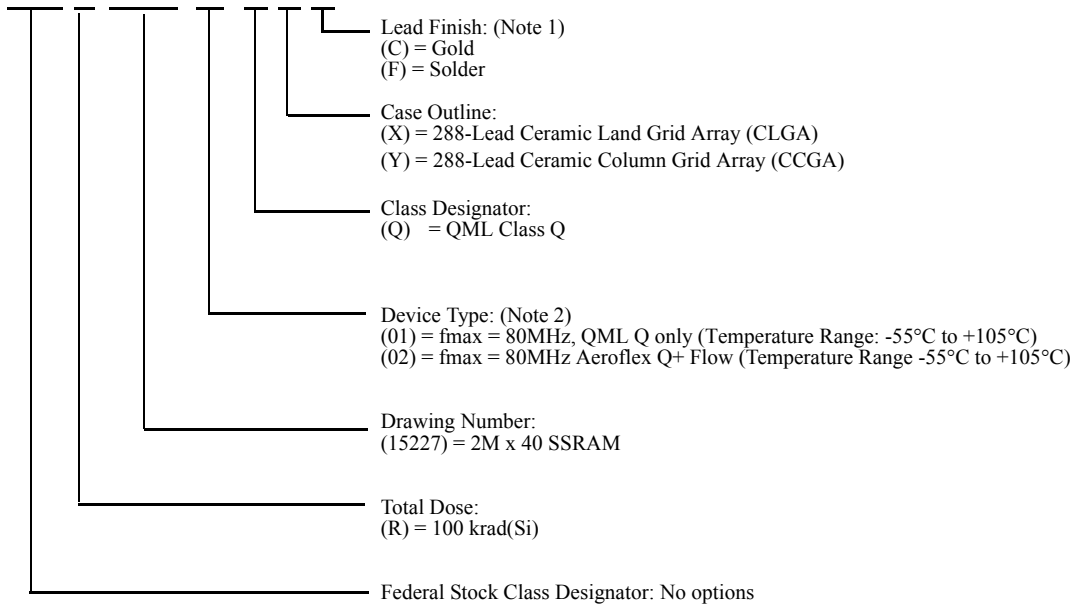 Lead Finish: (Note 1)
(C) = Gold
(F) = Solder
Case Outline:
(X) = 288-Lead Ceramic Land Grid Array (CLGA)
(Y) = 288-Lead Ceramic Column Grid Array (CCGA)
Class Designator:
(Q) = QML Class Q
Device Type: (Note 2)
(01) = fmax = 80MHz, QML Q only (Temperature Range: -55°C to +105°C)
(02) = fmax = 80MHz Aeroflex Q+ Flow (Temperature Range -55°C to +105°C)
Drawing Number:
(15227) = 2M x 40 SSRAM
Total Dose:
(R) = 100 krad(Si)
Federal Stock Class Designator: No options